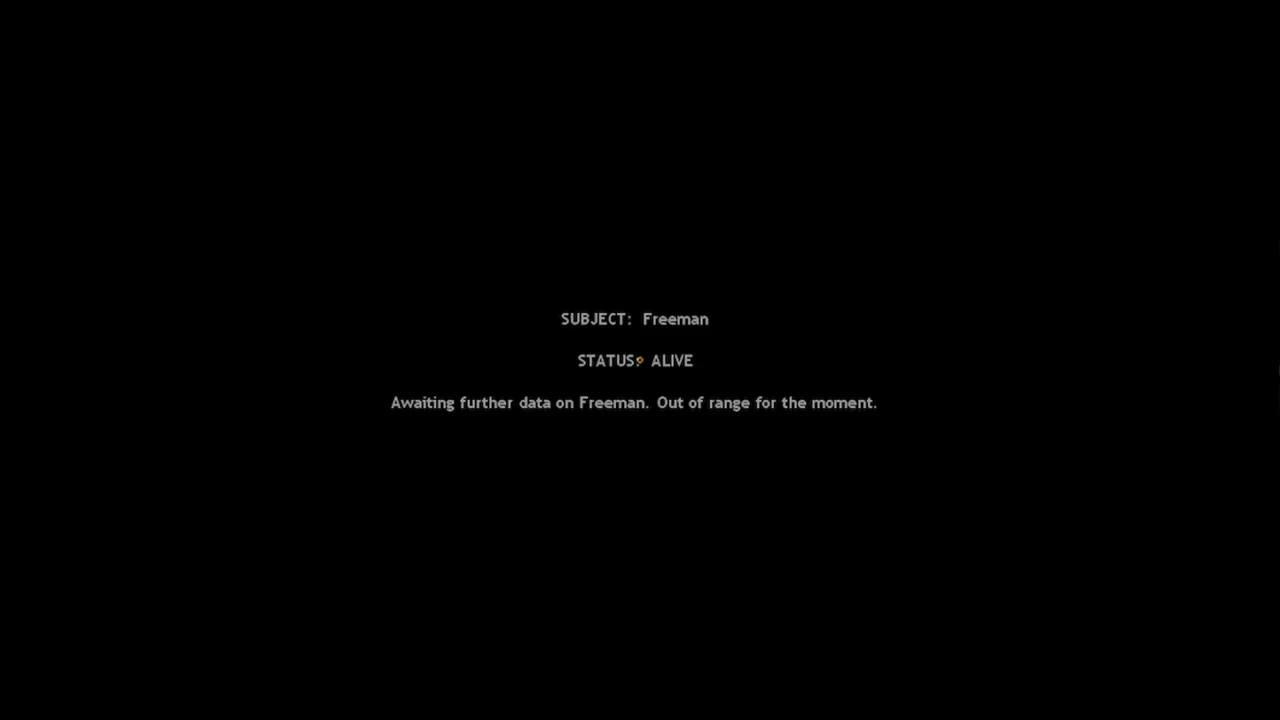 SUBJECT: Freeman
STATUS: ALIVE
Awaiting further data on Freeman. Out of range for the moment.